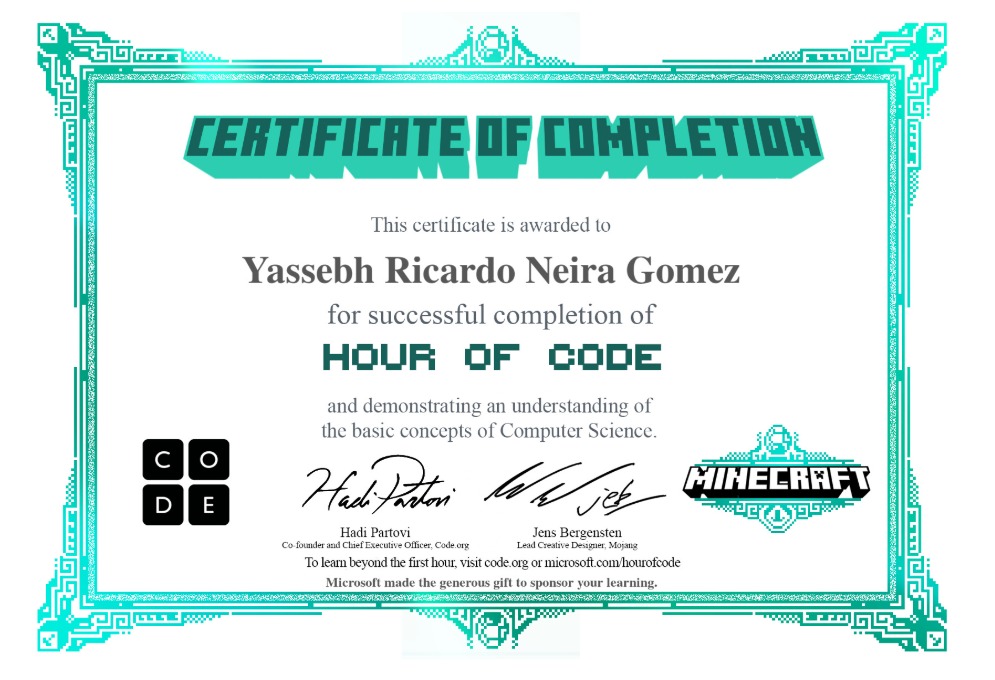 CERTIFICATE OF COMPLETION
This certificate is awarded to
Yassebh Ricardo Neira Gomez
for successful completion of
HOUR OF CODE
and demonstrating an understanding of
the basic concepts of Computer Science.
C O
D E
Hadi Partovi
Hadi Partovi
Co-founder and Chief Executive Officer, Code.org
jeb
Jens Bergensten
Lead Creative Designer, Mojang
MINECRAFT
To learn beyond the first hour, visit code.org or microsoft.com/hourofcode
Microsoft made the generous gift to sponsor your learning.